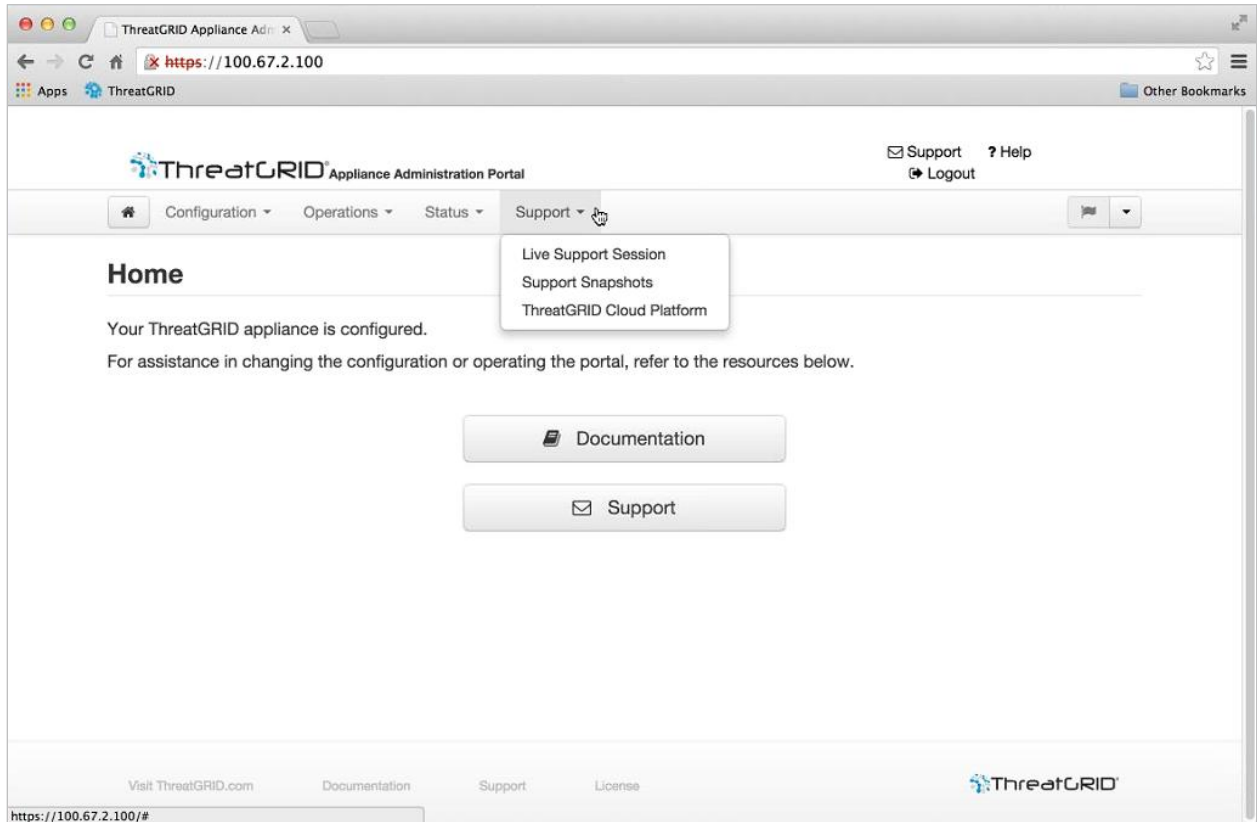 ThreatGRID Appliance Adm
https://100.67.2.100
Apps ThreatGRID Other Bookmarks
ThreatGRID® Appliance Administration Portal
Support ? Help
Logout
Configuration Operations Status Support
Live Support Session
Support Snapshots
ThreatGRID Cloud Platform
Home
Your ThreatGRID appliance is configured.
For assistance in changing the configuration or operating the portal, refer to the resources below.
Documentation
Support
Visit ThreatGRID.com Documentation Support License ThreatGRID®
https://100.67.2.100/#